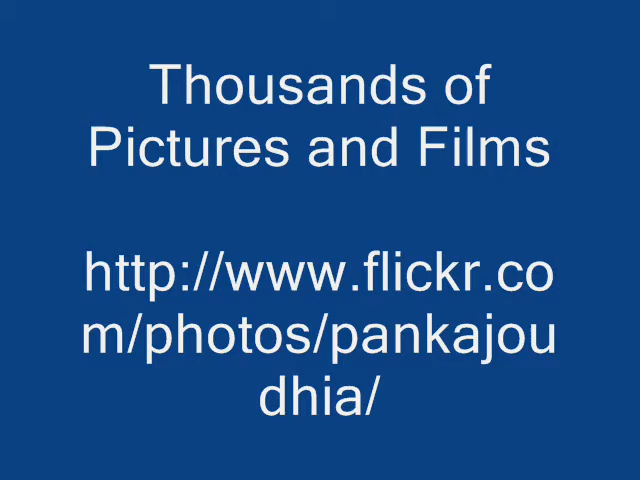 Thousands of
Pictures and Films
http://www.flickr.co
m/photos/pankajou
dhia/